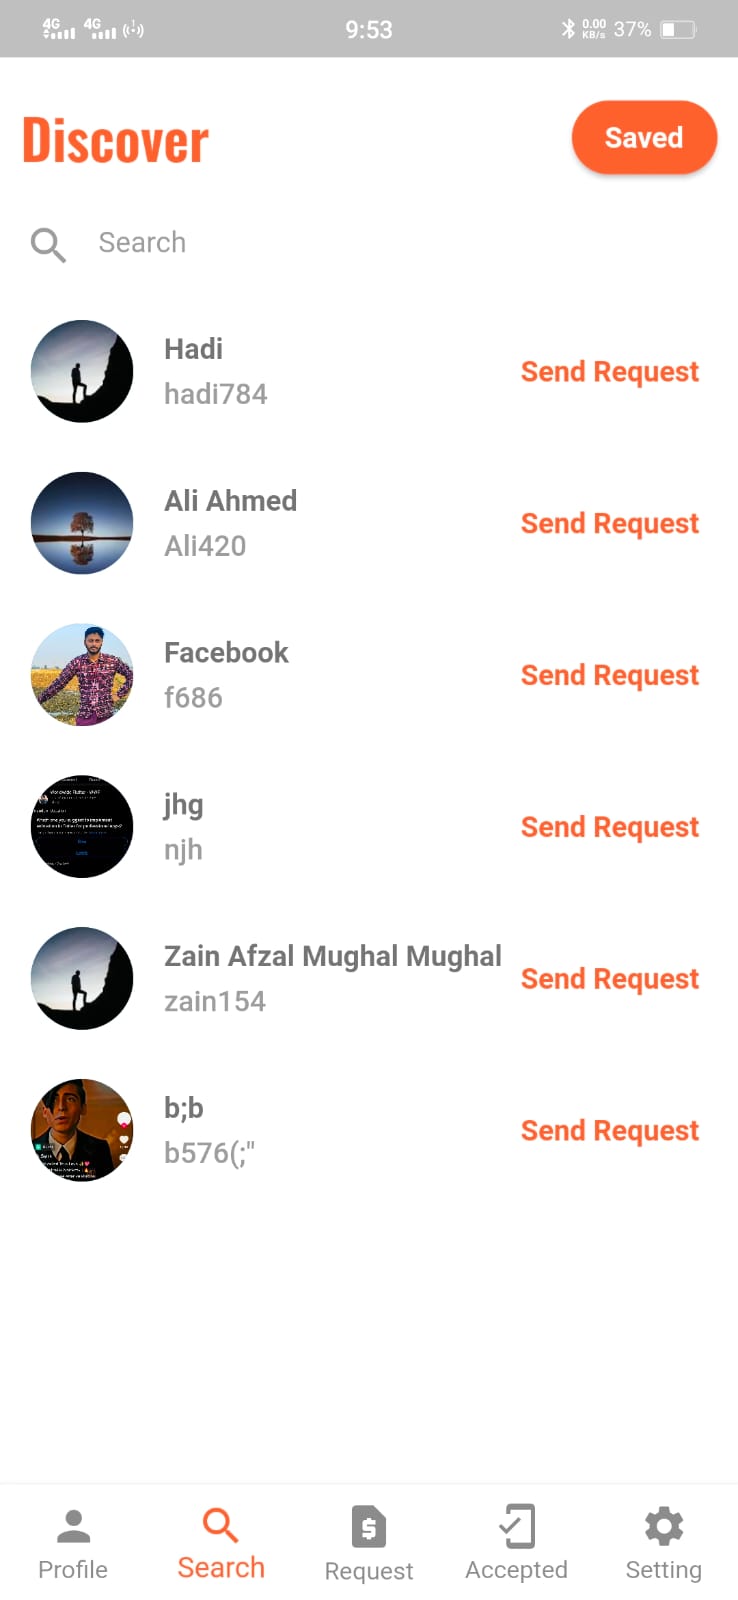 4G 4G 9:53 0.00 KB/s 37%
Discover
Saved
Search
Hadi
hadi784
Send Request
Ali Ahmed
Ali420
Send Request
Facebook
f686
Send Request
jhg
njh
Send Request
Zain Afzal Mughal Mughal
zain154
Send Request
b;b
b576(;"
Send Request
Profile
Search
Request
Accepted
Setting